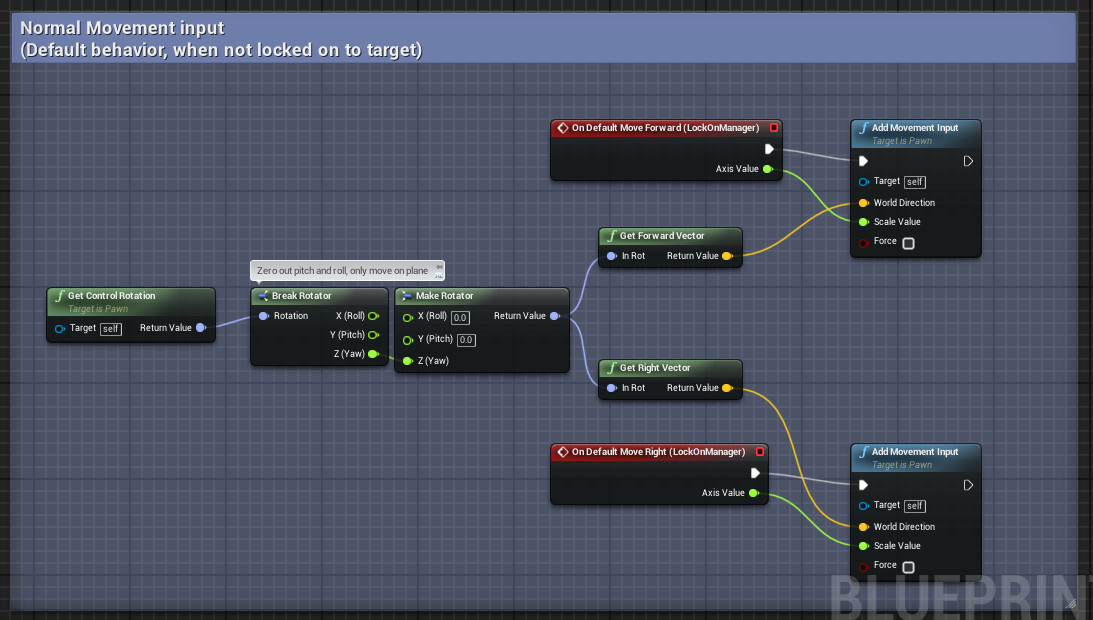 Normal Movement input
(Default behavior, when not locked on to target)
On Default Move Forward (LockOnManager)
Axis Value
Add Movement Input
Target is Pawn
Target self
World Direction
Scale Value
Force
Get Forward Vector
In Rot Return Value
Zero out pitch and roll, only move on plane
Get Control Rotation
Target is Pawn
Target self Return Value
Break Rotator
Rotation X (Roll)
Y (Pitch)
Z (Yaw)
Make Rotator
X (Roll) 0.0 Return Value
Y (Pitch) 0.0
Z (Yaw)
Get Right Vector
In Rot Return Value
On Default Move Right (LockOnManager)
Axis Value
Add Movement Input
Target is Pawn
Target self
World Direction
Scale Value
Force
BLUEPRIN